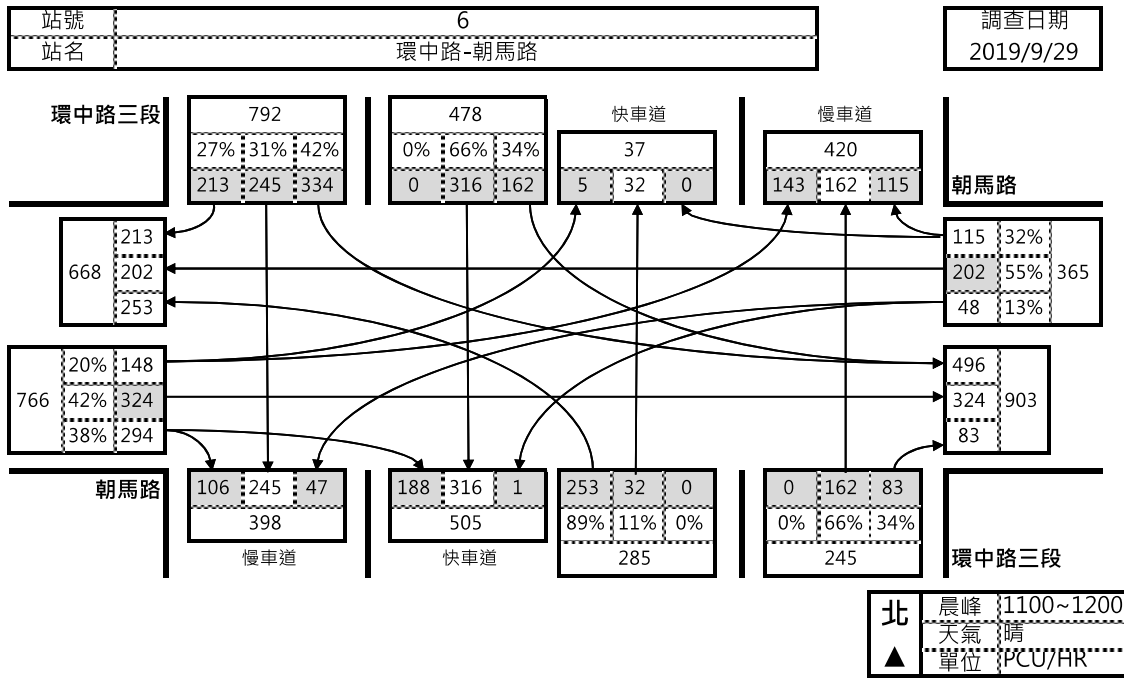 站號 6
站名 環中路-朝馬路
調查日期
2019/9/29
環中路三段
792
27% 31% 42%
213 245 334
478
0% 66% 34%
0 316 162
快車道
37
5 32 0
慢車道
420
143 162 115
朝馬路
668
213
202
253
115 32%
202 55%
48 13%
365
766
20% 148
42% 324
38% 294
496
324
83
903
朝馬路
106 245 47
398
慢車道
188 316 1
505
快車道
253 32 0
89% 11% 0%
285
0 162 83
0% 66% 34%
245
環中路三段
北
▲
晨峰 1100~1200
天氣 晴
單位 PCU/HR